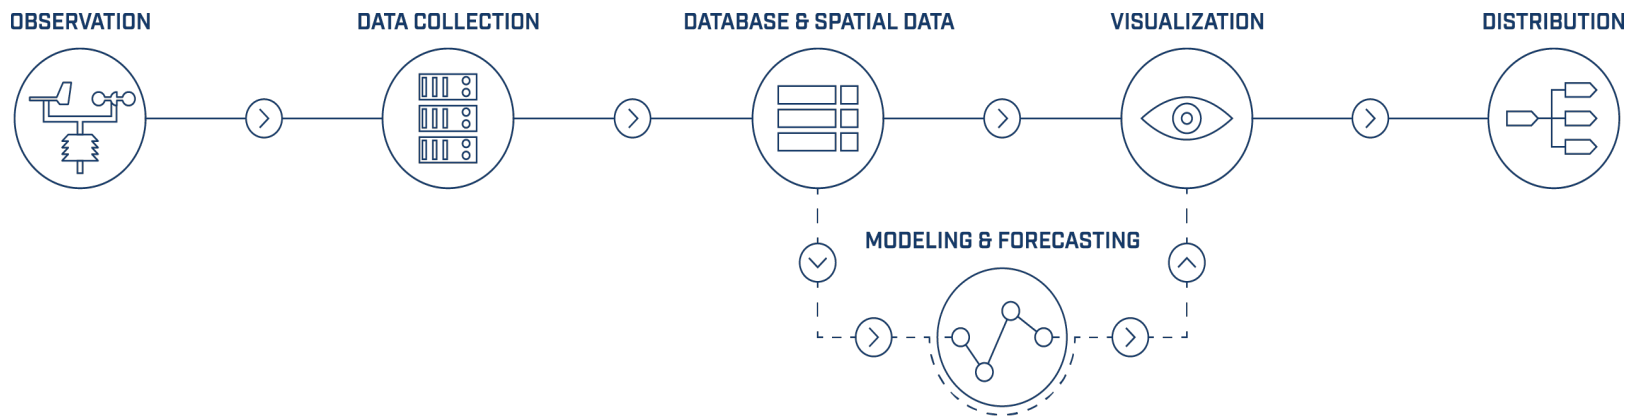 OBSERVATION
DATA COLLECTION
DATABASE & SPATIAL DATA
VISUALIZATION
DISTRIBUTION
MODELING & FORECASTING